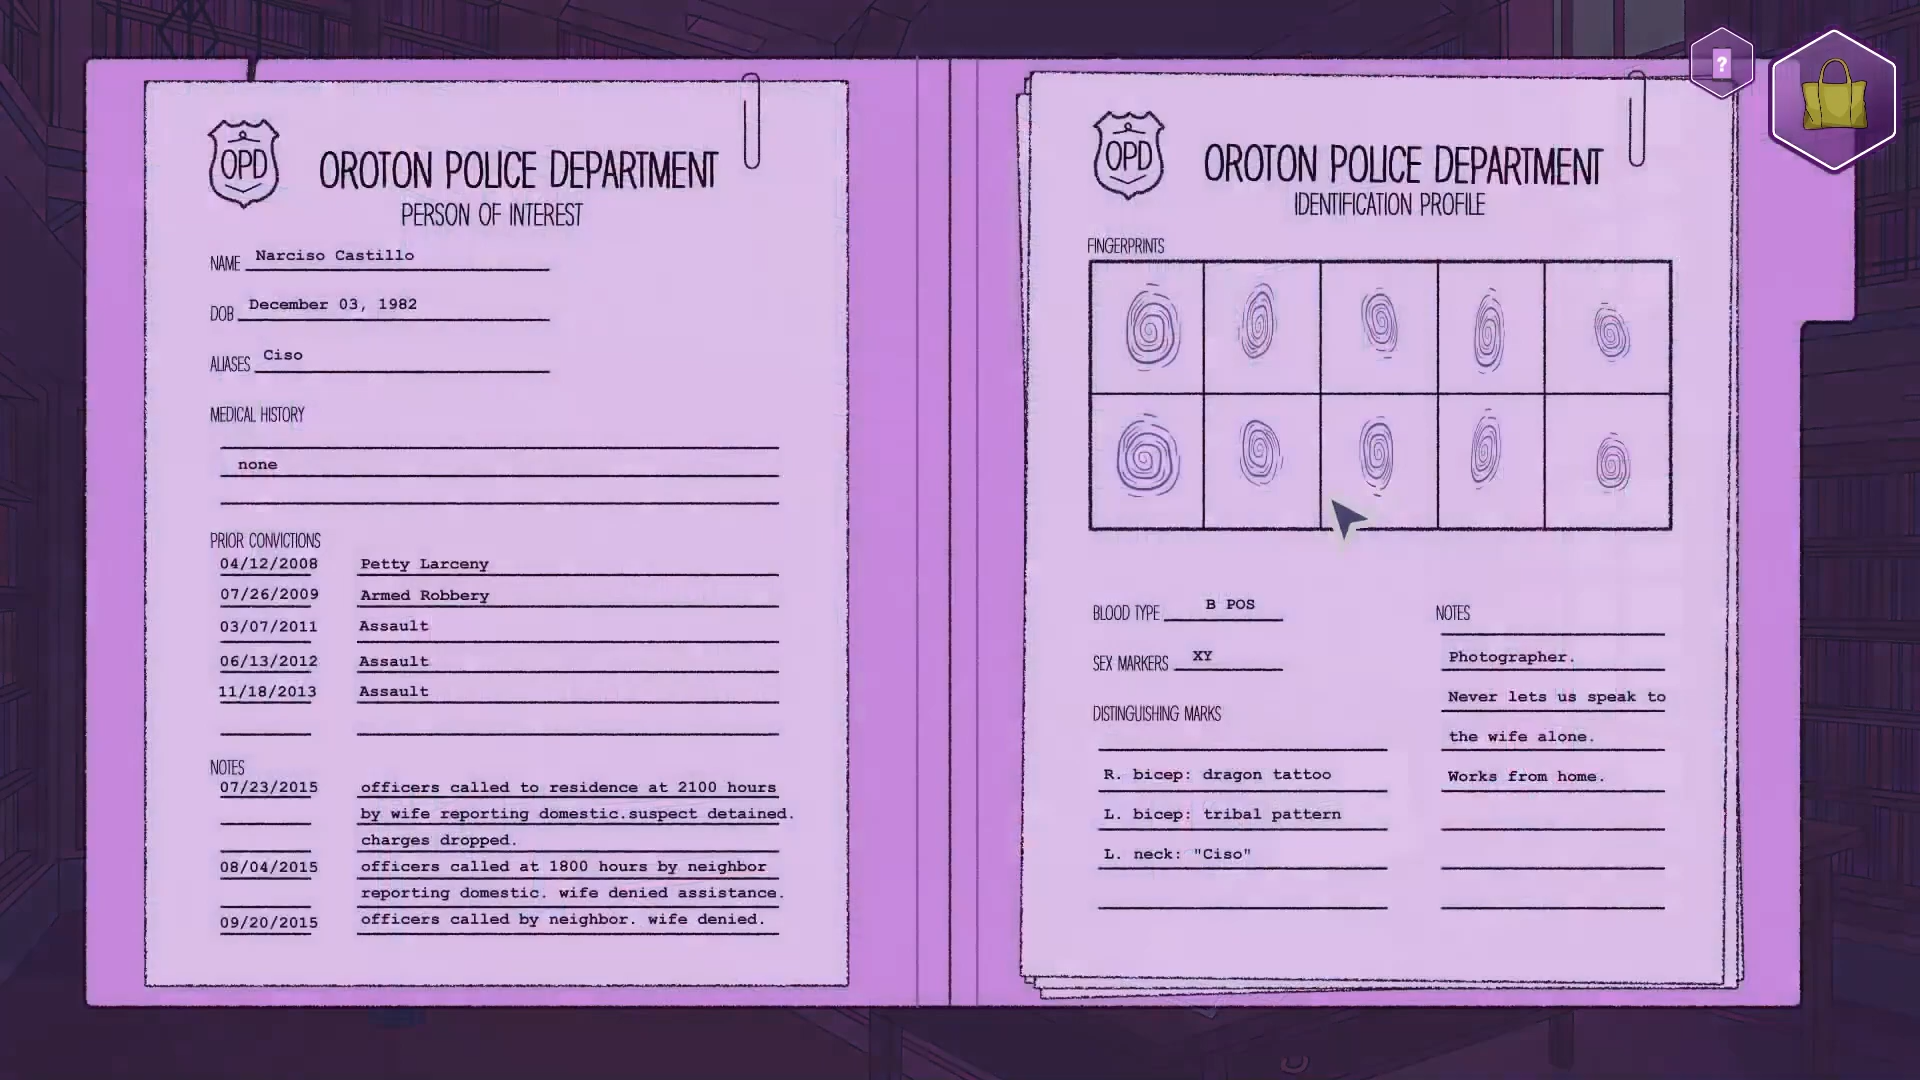 OPD
OROTON POLICE DEPARTMENT
PERSON OF INTEREST
NAME Narciso Castillo
DOB December 03, 1982
ALIASES Ciso
MEDICAL HISTORY
none
PRIOR CONVICTIONS
04/12/2008 Petty Larceny
07/26/2009 Armed Robbery
03/07/2011 Assault
06/13/2012 Assault
11/18/2013 Assault
NOTES
07/23/2015 officers called to residence at 2100 hours
by wife reporting domestic.suspect detained.
charges dropped.
08/04/2015 officers called at 1800 hours by neighbor
reporting domestic. wife denied assistance.
09/20/2015 officers called by neighbor. wife denied.
OPD
OROTON POLICE DEPARTMENT
IDENTIFICATION PROFILE
FINGERPRINTS
BLOOD TYPE B POS
SEX MARKERS XY
DISTINGUISHING MARKS
R. bicep: dragon tattoo
L. bicep: tribal pattern
L. neck: "Ciso"
NOTES
Photographer.
Never lets us speak to
the wife alone.
Works from home.
?